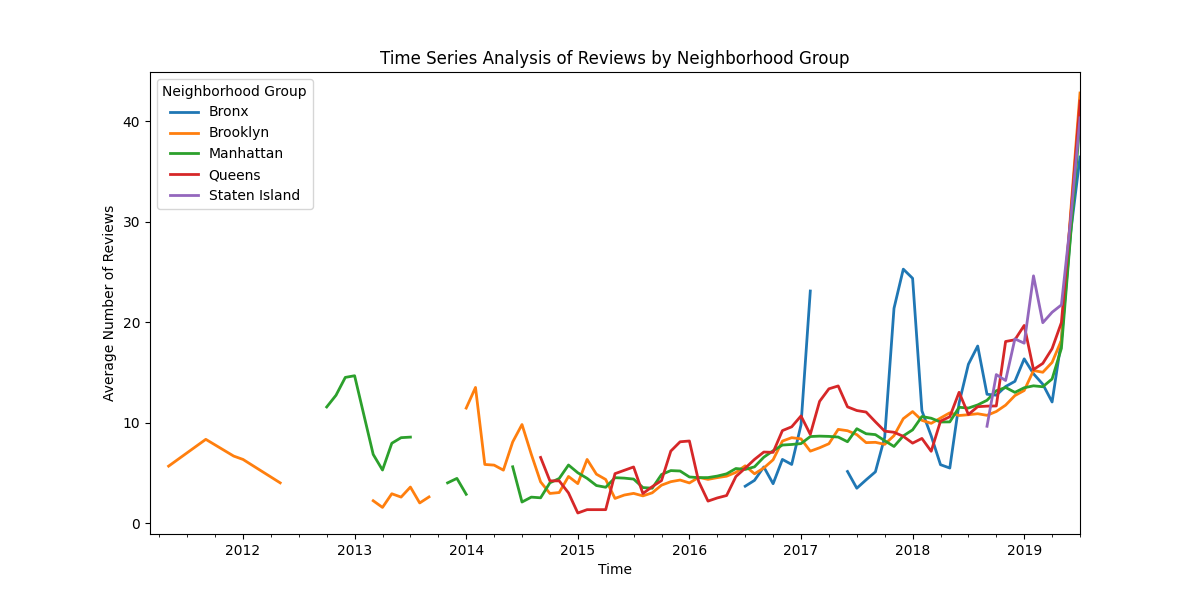 Time Series Analysis of Reviews by Neighborhood Group
Neighborhood Group
Bronx
Brooklyn
Manhattan
Queens
Staten Island
Average Number of Reviews
40
30
20
10
0
2012 2013 2014 2015 2016 2017 2018 2019
Time